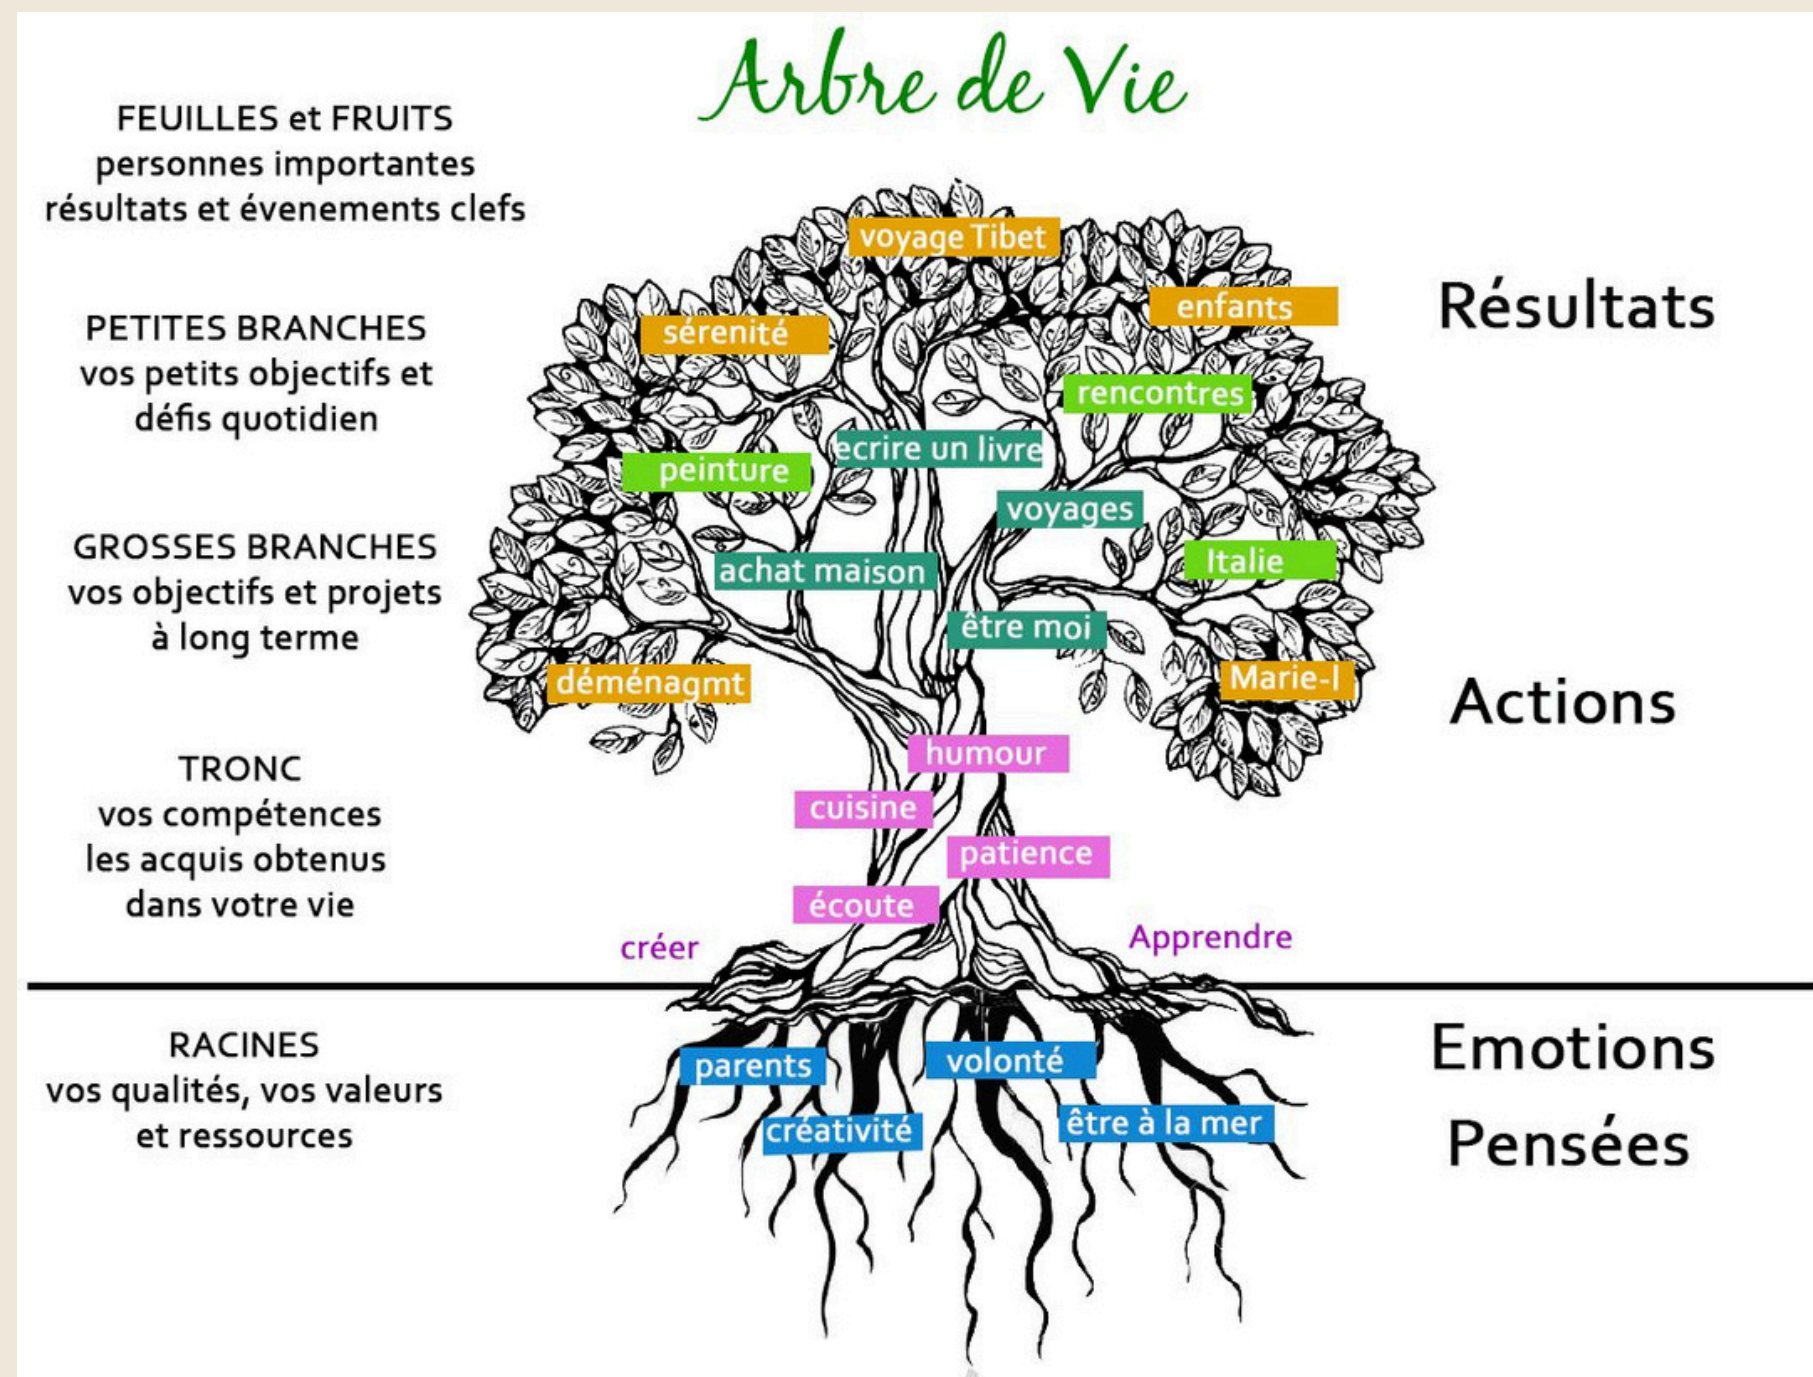 Arbre de Vie
FEUILLES et FRUITS
personnes importantes
résultats et évenements clefs
PETITES BRANCHES
vos petits objectifs et
défis quotidien
GROSSES BRANCHES
vos objectifs et projets
à long terme
TRONC
vos compétences
les acquis obtenus
dans votre vie
RACINES
vos qualités, vos valeurs
et ressources
voyage Tibet
enfants
sérenité
rencontres
ecrire un livre
peinture
voyages
Italie
achat maison
être moi
déménagmt
Marie-l
humour
cuisine
patience
écoute
créer
Apprendre
parents
volonté
créativité
être à la mer
Résultats
Actions
Emotions
Pensées